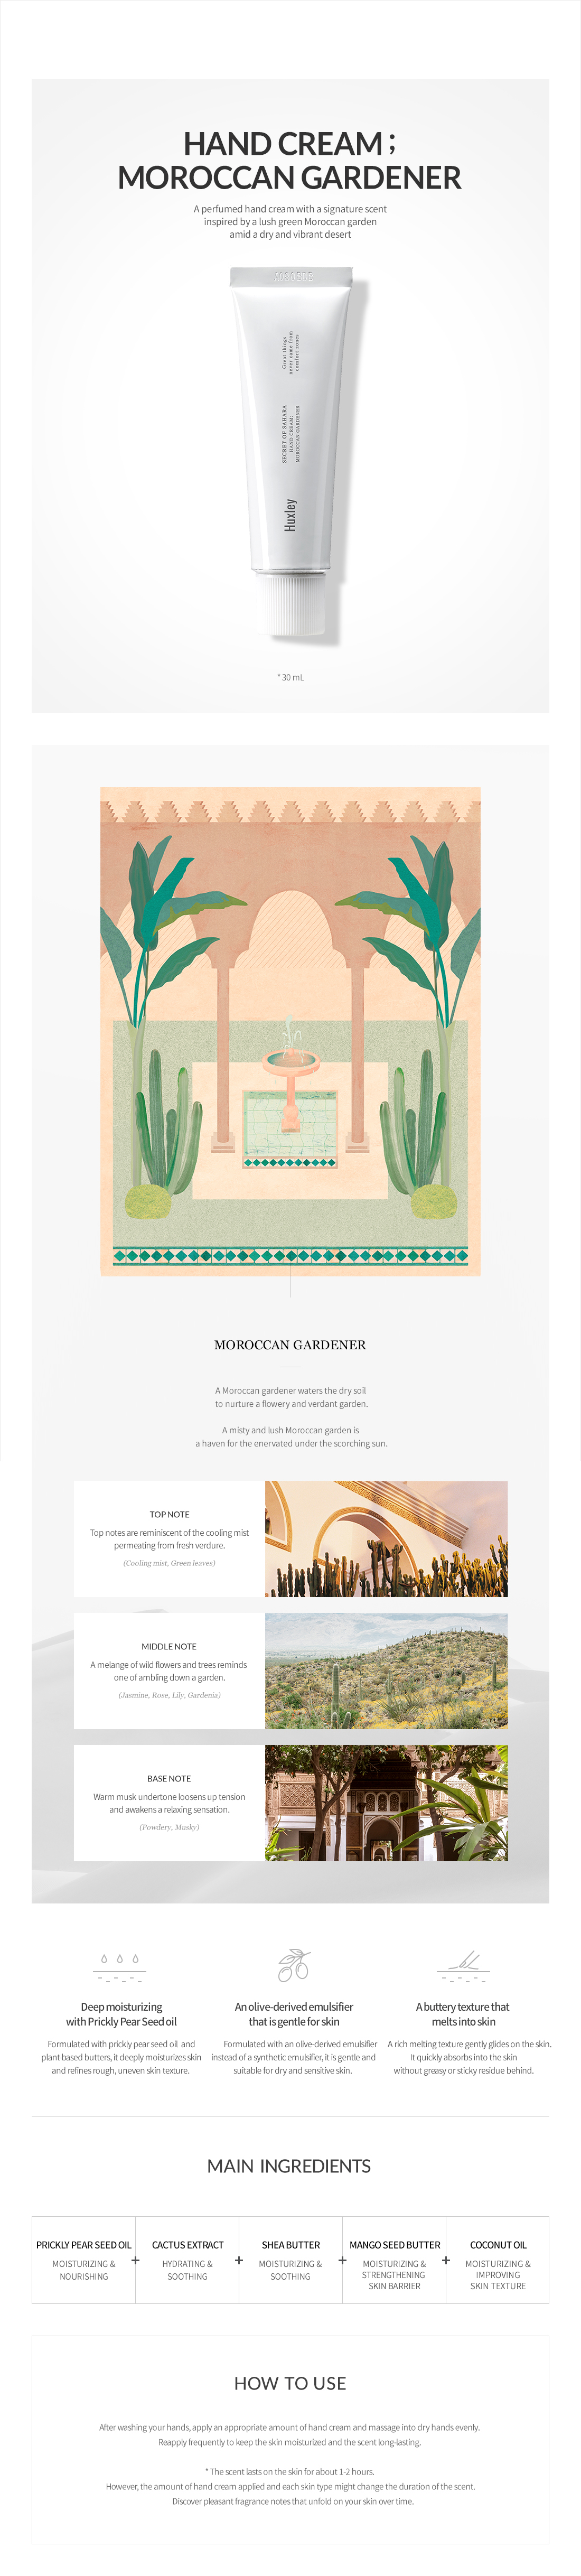 HAND CREAM ;
MOROCCAN GARDENER
A perfumed hand cream with a signature scent
inspired by a lush green Moroccan garden
amid a dry and vibrant desert
Great things
never came from
comfort zones
SECRET OF SAHARA
HAND CREAM;
MOROCCAN GARDENER
Huxley
* 30 mL
MOROCCAN GARDENER
A Moroccan gardener waters the dry soil
to nurture a flowery and verdant garden.
A misty and lush Moroccan garden is
a haven for the enervated under the scorching sun.
TOP NOTE
Top notes are reminiscent of the cooling mist
permeating from fresh verdure.
(Cooling mist, Green leaves)
MIDDLE NOTE
A melange of wild flowers and trees reminds
one of ambling down a garden.
(Jasmine, Rose, Lily, Gardenia)
BASE NOTE
Warm musk undertone loosens up tension
and awakens a relaxing sensation.
(Powdery, Musky)
Deep moisturizing
with Prickly Pear Seed oil
Formulated with prickly pear seed oil and
plant-based butters, it deeply moisturizes skin
and refines rough, uneven skin texture.
An olive-derived emulsifier
that is gentle for skin
Formulated with an olive-derived emulsifier
instead of a synthetic emulsifier, it is gentle and
suitable for dry and sensitive skin.
A buttery texture that
melts into skin
A rich melting texture gently glides on the skin.
It quickly absorbs into the skin
without greasy or sticky residue behind.
MAIN INGREDIENTS
PRICKLY PEAR SEED OIL
MOISTURIZING &
NOURISHING
+
CACTUS EXTRACT
HYDRATING &
SOOTHING
+
SHEA BUTTER
MOISTURIZING &
SOOTHING
+
MANGO SEED BUTTER
MOISTURIZING &
STRENGTHENING
SKIN BARRIER
+
COCONUT OIL
MOISTURIZING &
IMPROVING
SKIN TEXTURE
HOW TO USE
After washing your hands, apply an appropriate amount of hand cream and massage into dry hands evenly.
Reapply frequently to keep the skin moisturized and the scent long-lasting.
* The scent lasts on the skin for about 1-2 hours.
However, the amount of hand cream applied and each skin type might change the duration of the scent.
Discover pleasant fragrance notes that unfold on your skin over time.